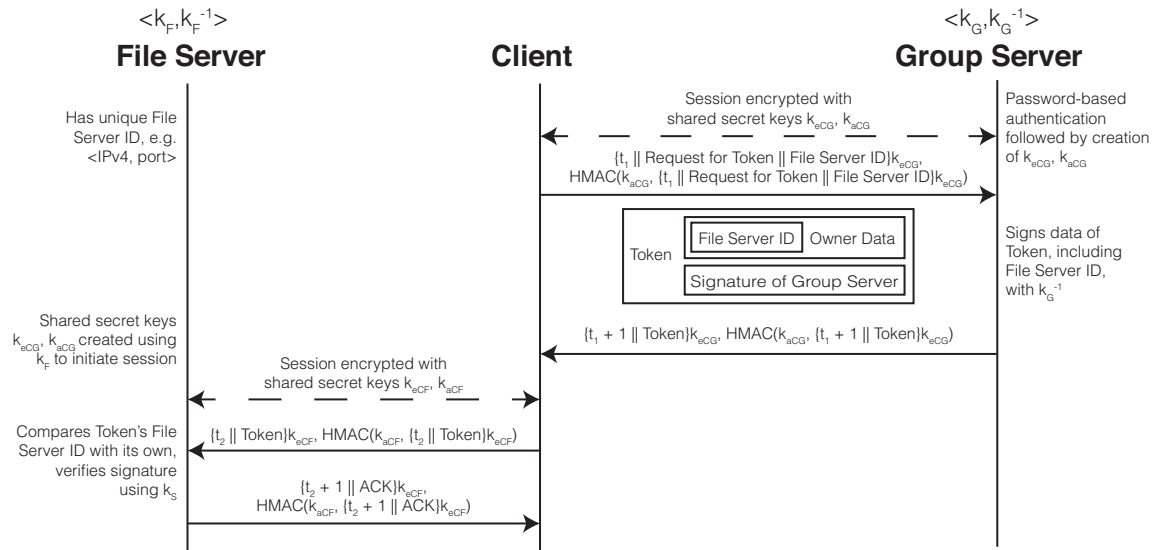 <k_F, k_F^-1>
<k_G, k_G^-1>
File Server
Client
Group Server
Has unique File
Server ID, e.g.
<IPv4, port>
Session encrypted with
shared secret keys k_eCG, k_aCG
Password-based
authentication
followed by creation
of k_eCG, k_aCG
{t_1 || Request for Token || File Server ID}k_eCG,
HMAC(k_aCG, {t_1 || Request for Token || File Server ID}k_eCG)
Token
File Server ID
Owner Data
Signature of Group Server
Signs data of
Token, including
File Server ID,
with k_G^-1
Shared secret keys
k_eCG, k_aCG created using
k_F to initiate session
{t_1 + 1 || Token}k_eCG, HMAC(k_aCG, {t_1 + 1 || Token}k_eCG)
Session encrypted with
shared secret keys k_eCF, k_aCF
Compares Token's File
Server ID with its own,
verifies signature
using k_S
{t_2 || Token}k_eCF, HMAC(k_aCF, {t_2 || Token}k_eCF)
{t_2 + 1 || ACK}k_eCF,
HMAC(k_aCF, {t_2 + 1 || ACK}k_eCF)